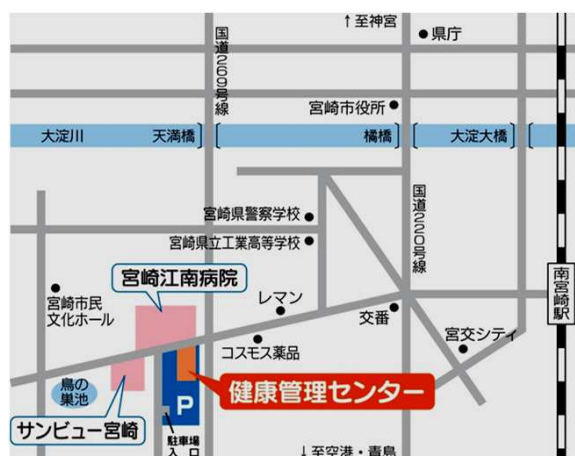 ↑至神宮
県庁
国道269号線
宮崎市役所
大淀川
天満橋
橘橋
大淀大橋
国道220号線
宮崎県警察学校
宮崎県立工業高等学校
宮崎江南病院
南宮崎駅
宮崎市民
文化ホール
レマン
交番
コスモス薬品
宮交シティ
鳥の
巣池
健康管理センター
P
サンビュー宮崎
駐車場
入口
↓至空港・青島